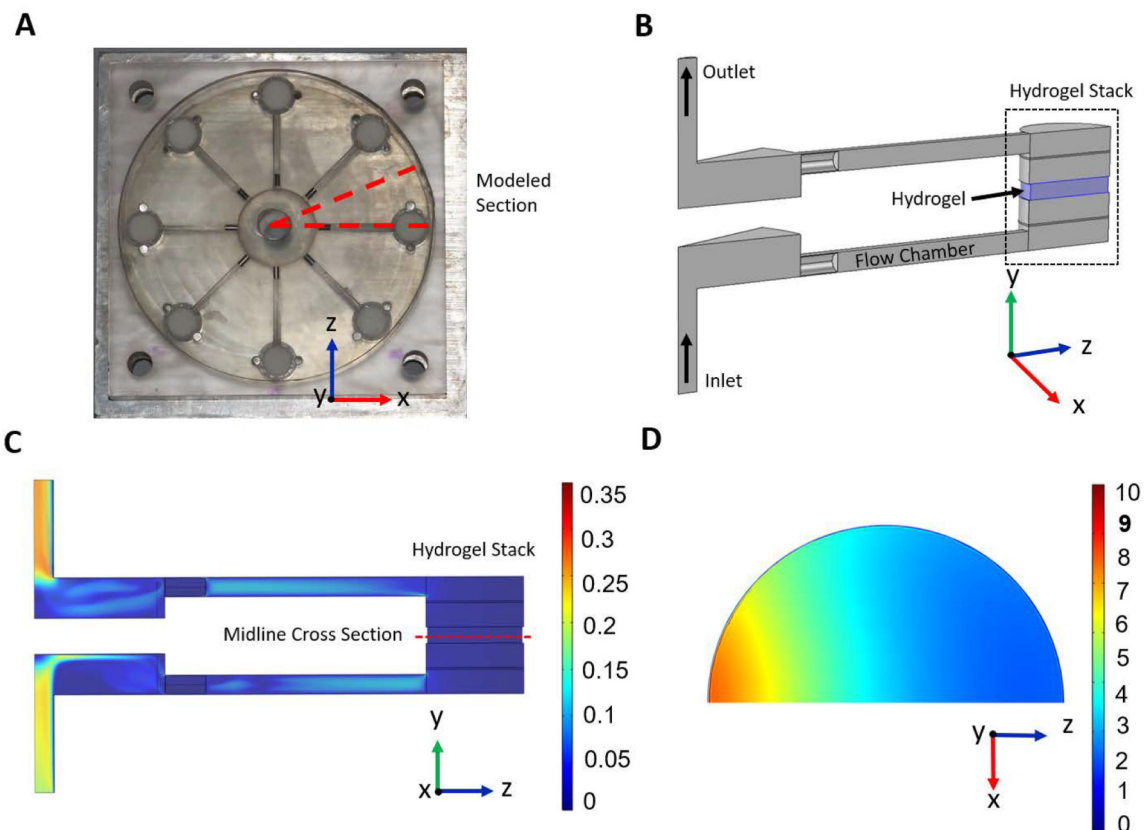 A
Modeled
Section
z
y
x
B
Outlet
Hydrogel Stack
Hydrogel
Flow Chamber
Inlet
y
z
x
C
Hydrogel Stack
Midline Cross Section
y
x
z
0.35
0.3
0.25
0.2
0.15
0.1
0.05
0
D
y
z
x
10
9
8
7
6
5
4
3
2
1
0